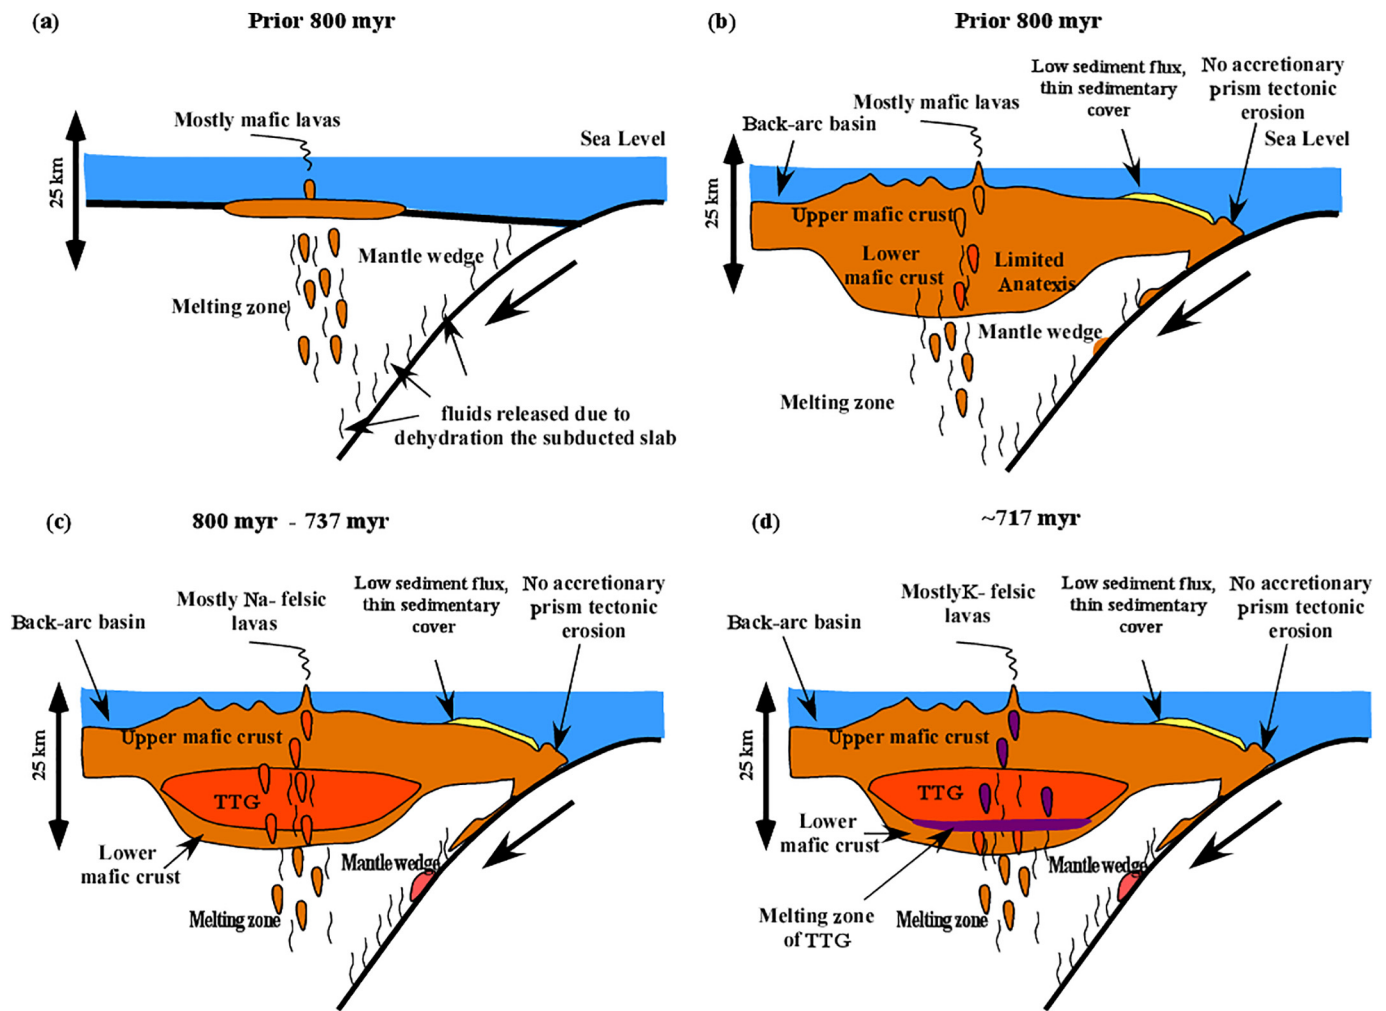 (a)
Prior 800 myr
Mostly mafic lavas
Sea Level
25 km
Mantle wedge
Melting zone
fluids released due to
dehydration the subducted slab
(b)
Prior 800 myr
Low sediment flux,
thin sedimentary
cover
No accretionary
prism tectonic
erosion
Mostly mafic lavas
Back-arc basin
Sea Level
25 km
Upper mafic crust
Lower
mafic crust
Limited
Anatexis
Mantle wedge
Melting zone
(c)
800 myr - 737 myr
Mostly Na- felsic
lavas
Low sediment flux,
thin sedimentary
cover
No accretionary
prism tectonic
erosion
Back-arc basin
25 km
Upper mafic crust
TTG
Lower
mafic crust
Mantle wedge
Melting zone
(d)
~717 myr
MostlyK- felsic
lavas
Low sediment flux,
thin sedimentary
cover
No accretionary
prism tectonic
erosion
Back-arc basin
25 km
Upper mafic crust
TTG
Lower
mafic crust
Mantle wedge
Melting zone
of TTG
Melting zone